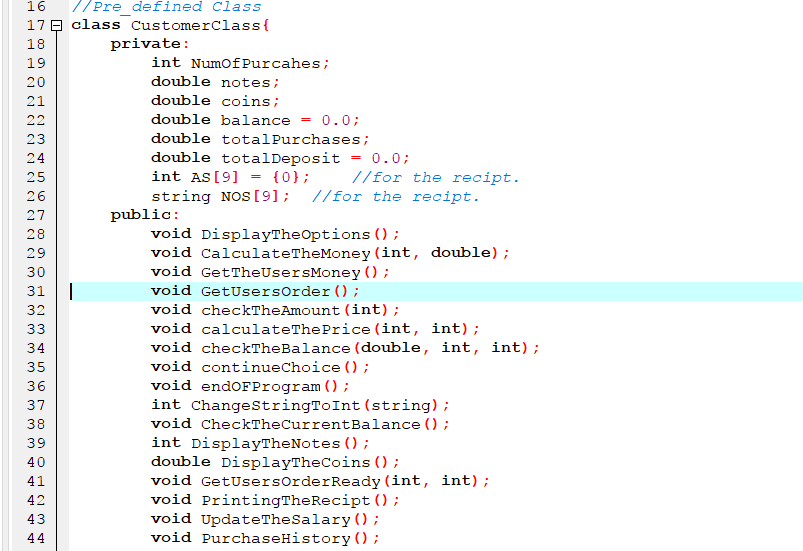 16 //Pre_defined Class
17 class CustomerClass{
18 private:
19 int NumOfPurcahes;
20 double notes;
21 double coins;
22 double balance = 0.0;
23 double totalPurchases;
24 double totalDeposit = 0.0;
25 int AS[9] = {0}; //for the recipt.
26 string NOS[9]; //for the recipt.
27 public:
28 void DisplayTheOptions();
29 void CalculateTheMoney(int, double);
30 void GetTheUsersMoney();
31 void GetUsersOrder();
32 void checkTheAmount(int);
33 void calculateThePrice(int, int);
34 void checkTheBalance(double, int, int);
35 void continueChoice();
36 void endOFProgram();
37 int ChangeStringToInt(string);
38 void CheckTheCurrentBalance();
39 int DisplayTheNotes();
40 double DisplayTheCoins();
41 void GetUsersOrderReady(int, int);
42 void PrintingTheRecipt();
43 void UpdateTheSalary();
44 void PurchaseHistory();